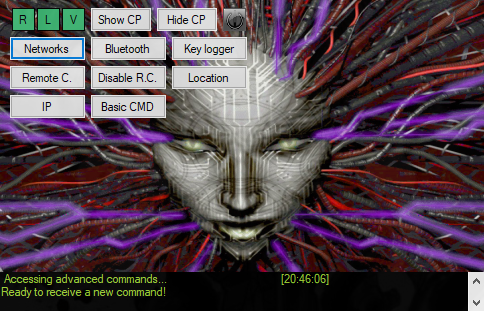 R L V Show CP Hide CP
Networks Bluetooth Key logger
Remote C. Disable R.C. Location
IP Basic CMD
Accessing advanced commands... [20:46:06]
Ready to receive a new command!